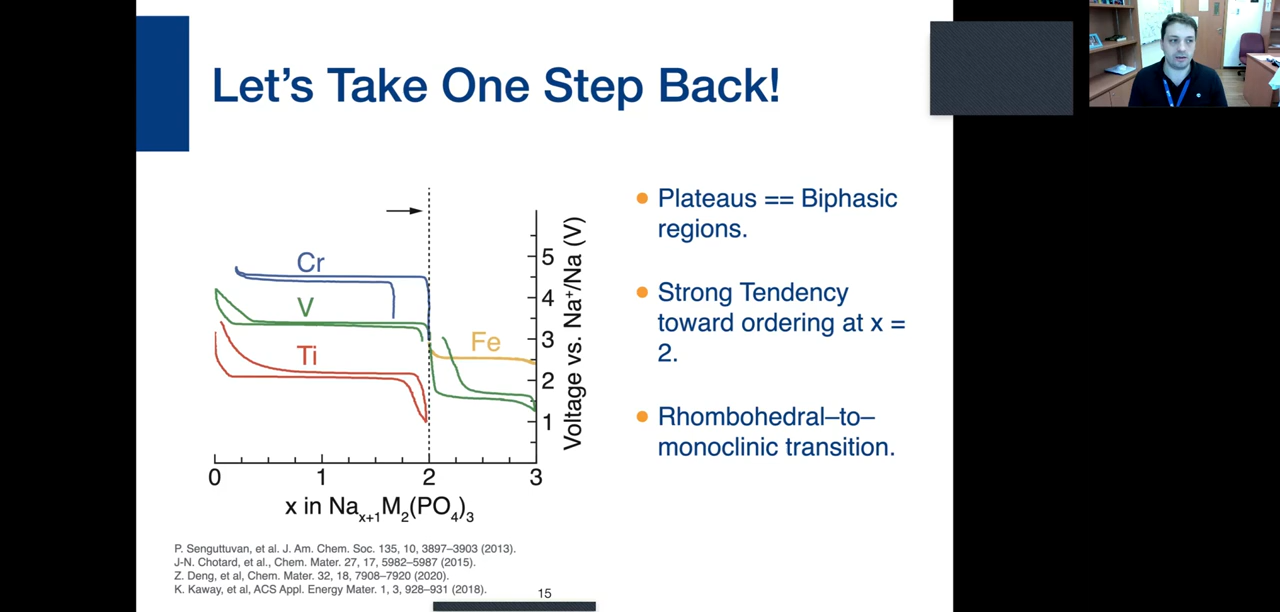 Let's Take One Step Back!
Cr
V
Ti
Fe
5
4
3
2
1
Voltage vs. Na⁺/Na (V)
0 1 2 3
x in Naₓ₊₁M₂(PO₄)₃
Plateaus == Biphasic
regions.
Strong Tendency
toward ordering at x =
2.
Rhombohedral–to–
monoclinic transition.
P. Senguttuvan, et al. J. Am. Chem. Soc. 135, 10, 3897–3903 (2013).
J-N. Chotard, et al., Chem. Mater. 27, 17, 5982–5987 (2015).
Z. Deng, et al, Chem. Mater. 32, 18, 7908–7920 (2020).
K. Kaway, et al, ACS Appl. Energy Mater. 1, 3, 928–931 (2018).
15